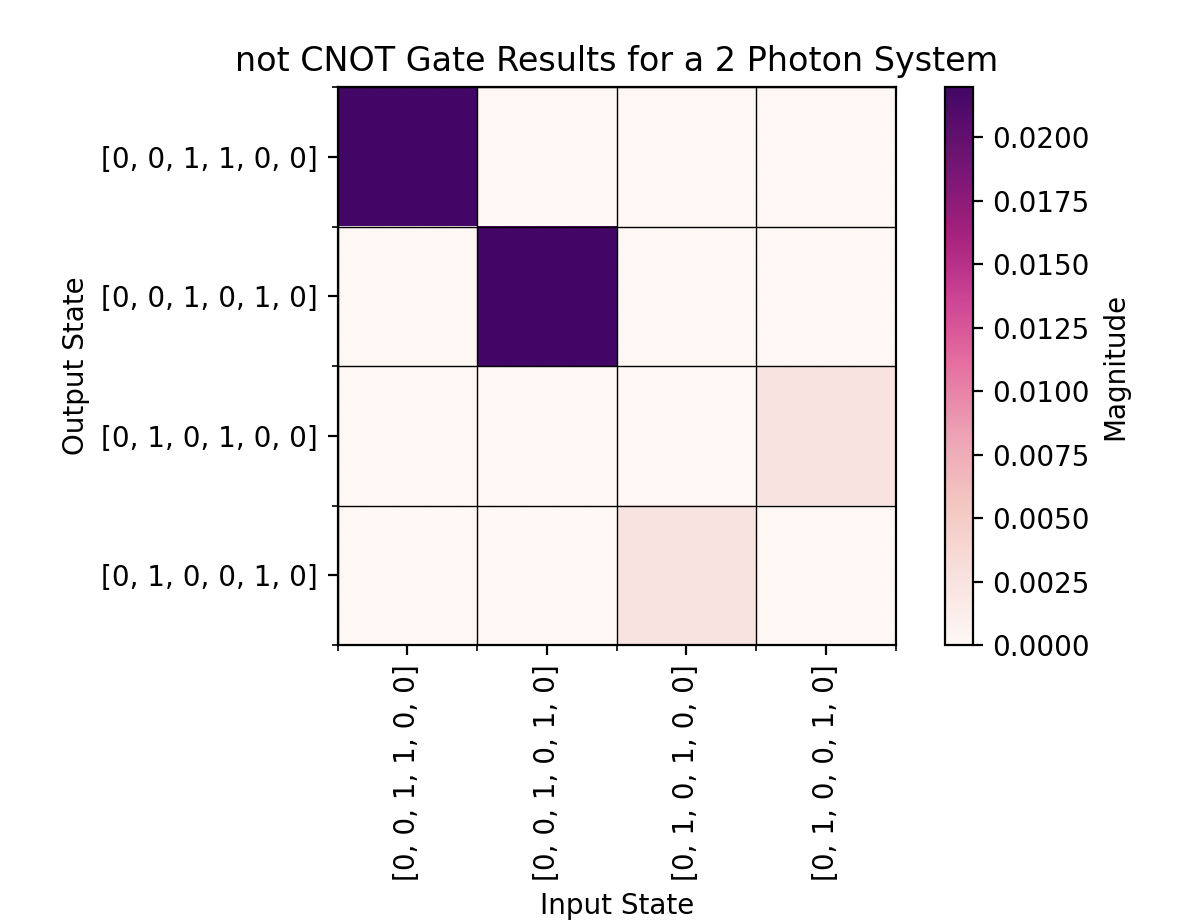 not CNOT Gate Results for a 2 Photon System
Output State
[0, 0, 1, 1, 0, 0]
[0, 0, 1, 0, 1, 0]
[0, 1, 0, 1, 0, 0]
[0, 1, 0, 0, 1, 0]
[0, 0, 1, 1, 0, 0]
[0, 0, 1, 0, 1, 0]
[0, 1, 0, 1, 0, 0]
[0, 1, 0, 0, 1, 0]
Input State
0.0200
0.0175
0.0150
0.0125
0.0100
0.0075
0.0050
0.0025
0.0000
Magnitude